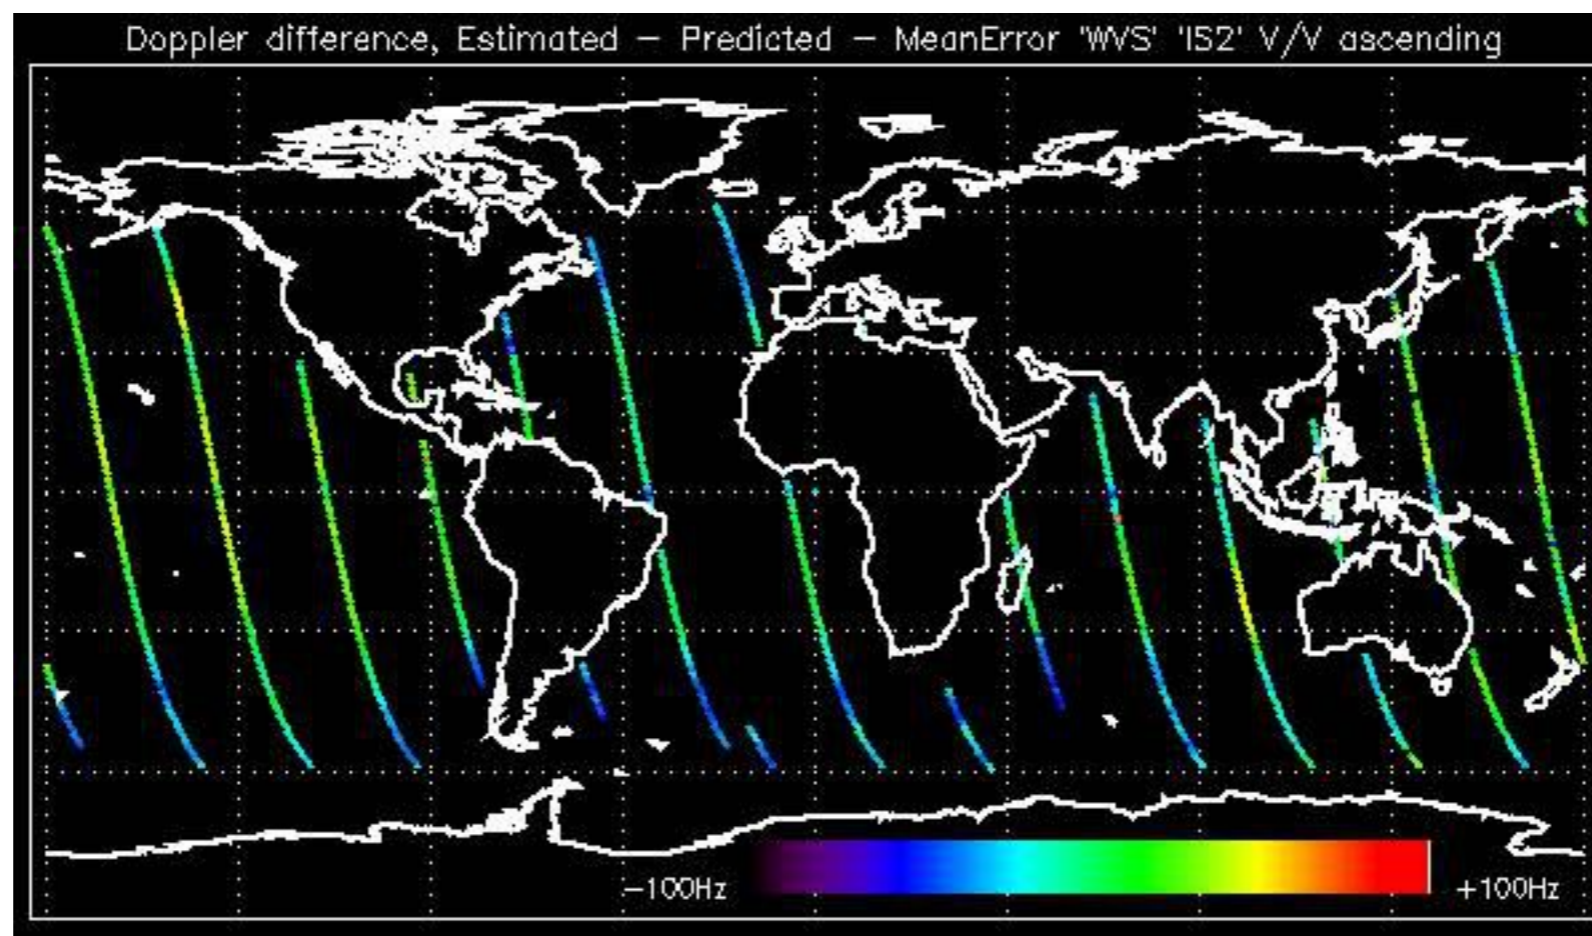 Doppler difference, Estimated – Predicted – MeanError 'WVS' 'IS2' V/V ascending
–100Hz +100Hz